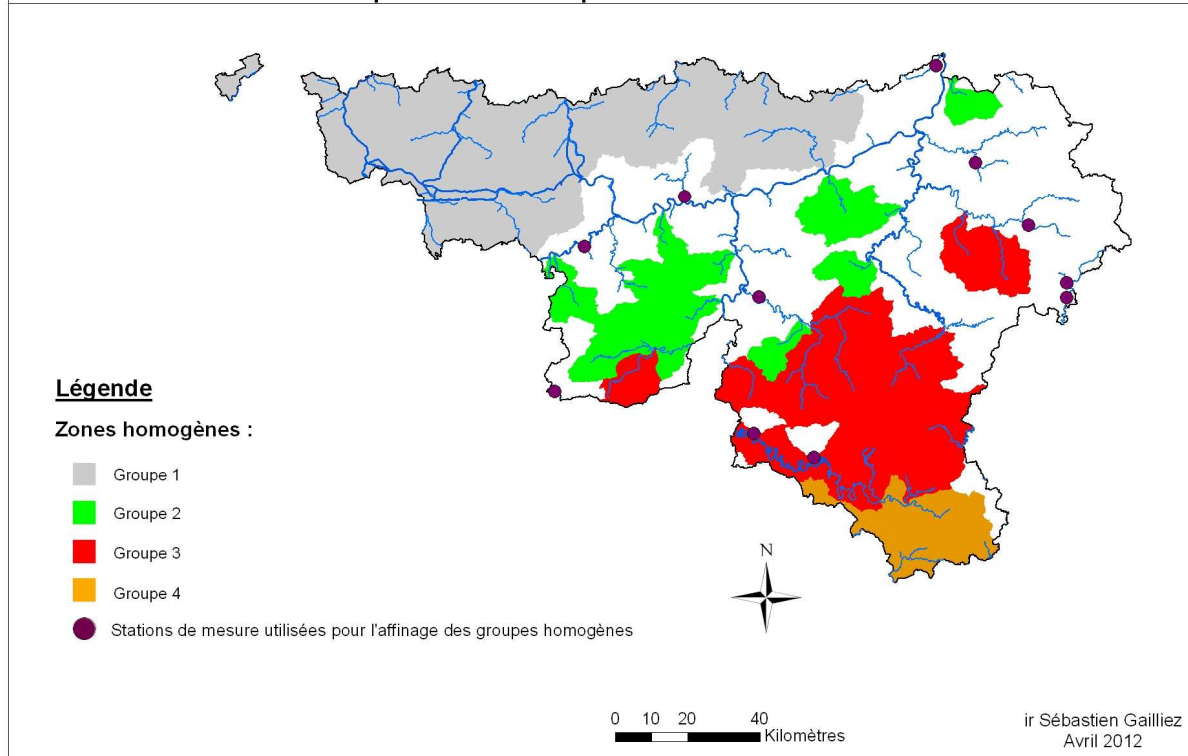 Légende
Zones homogènes :
Groupe 1
Groupe 2
Groupe 3
Groupe 4
Stations de mesure utilisées pour l'affinage des groupes homogènes
N
0 10 20 40
Kilomètres
ir Sébastien Gailliez
Avril 2012